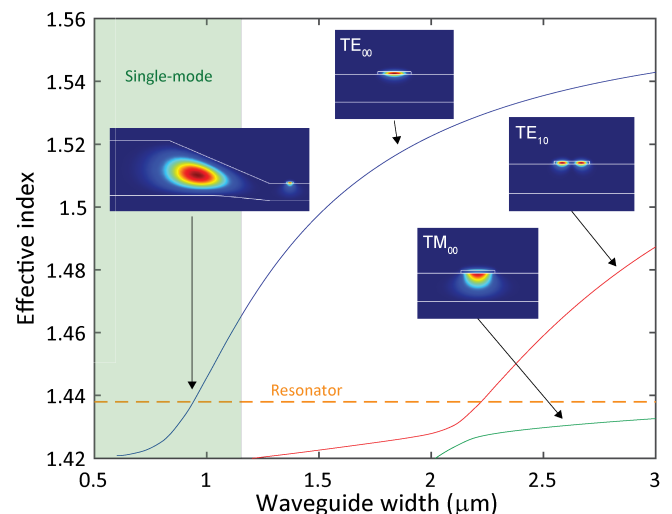 1.56
1.54
1.52
1.5
1.48
1.46
1.44
1.42
Effective index
0.5
1
1.5
2
2.5
3
Waveguide width (μm)
Single-mode
TE00
TE10
TM00
Resonator